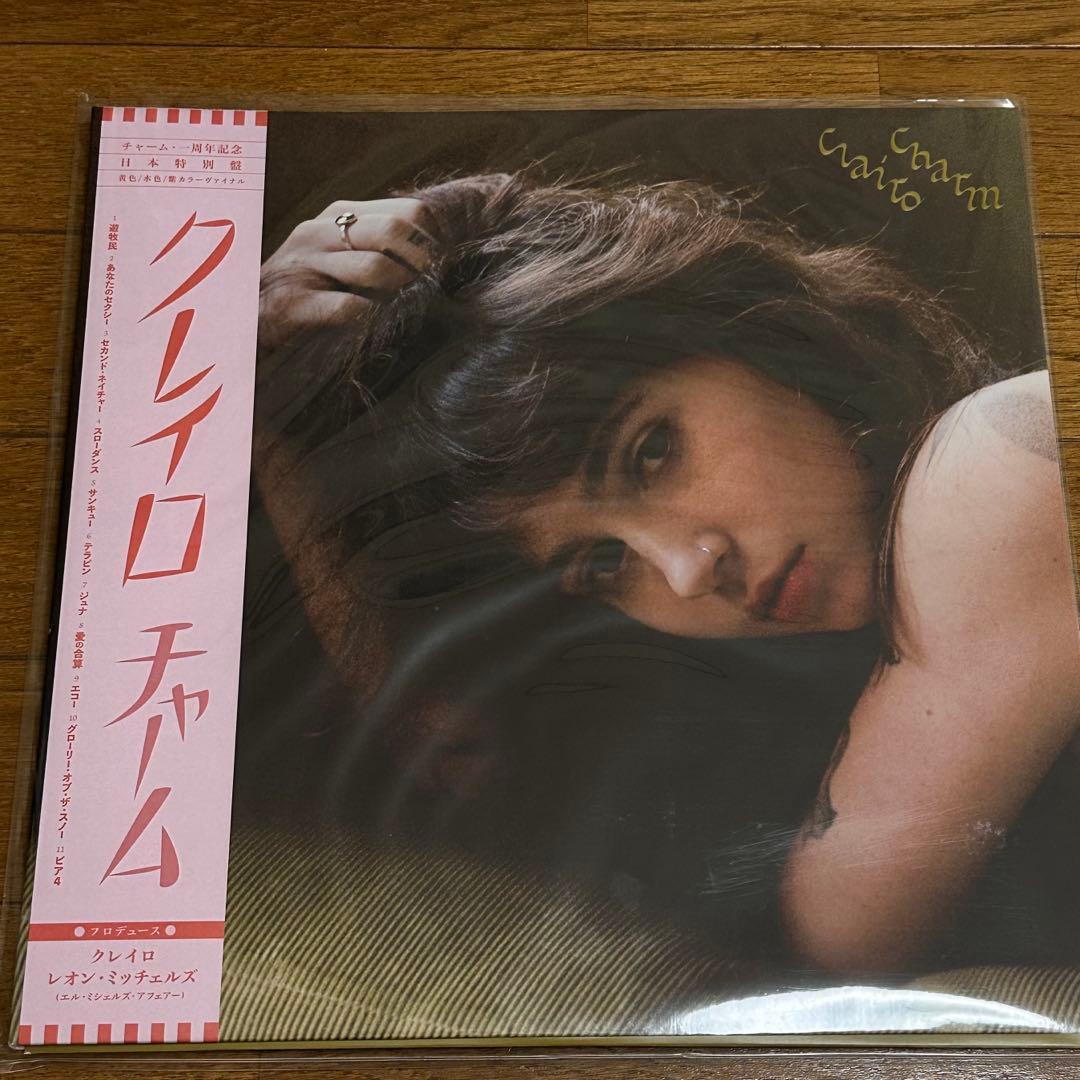 チャーム・一周年記念
日本特別盤
黄色/水色/紫カラーヴァイナル
クレイロ チャーム
1 遊牧民 2 あなたのセクシー 3 セカンド・ネイチャー 4 スローダンス 5 サンキュー 6 テラピン 7 ジュナ 8 愛の合算 9 エコー 10 グローリー・オブ・ザ・スノー 11 ピア4
●フロデュース●
クレイロ
レオン・ミッチェルズ
(エル・ミシェルズ・アフェアー)
Clairo
Charm